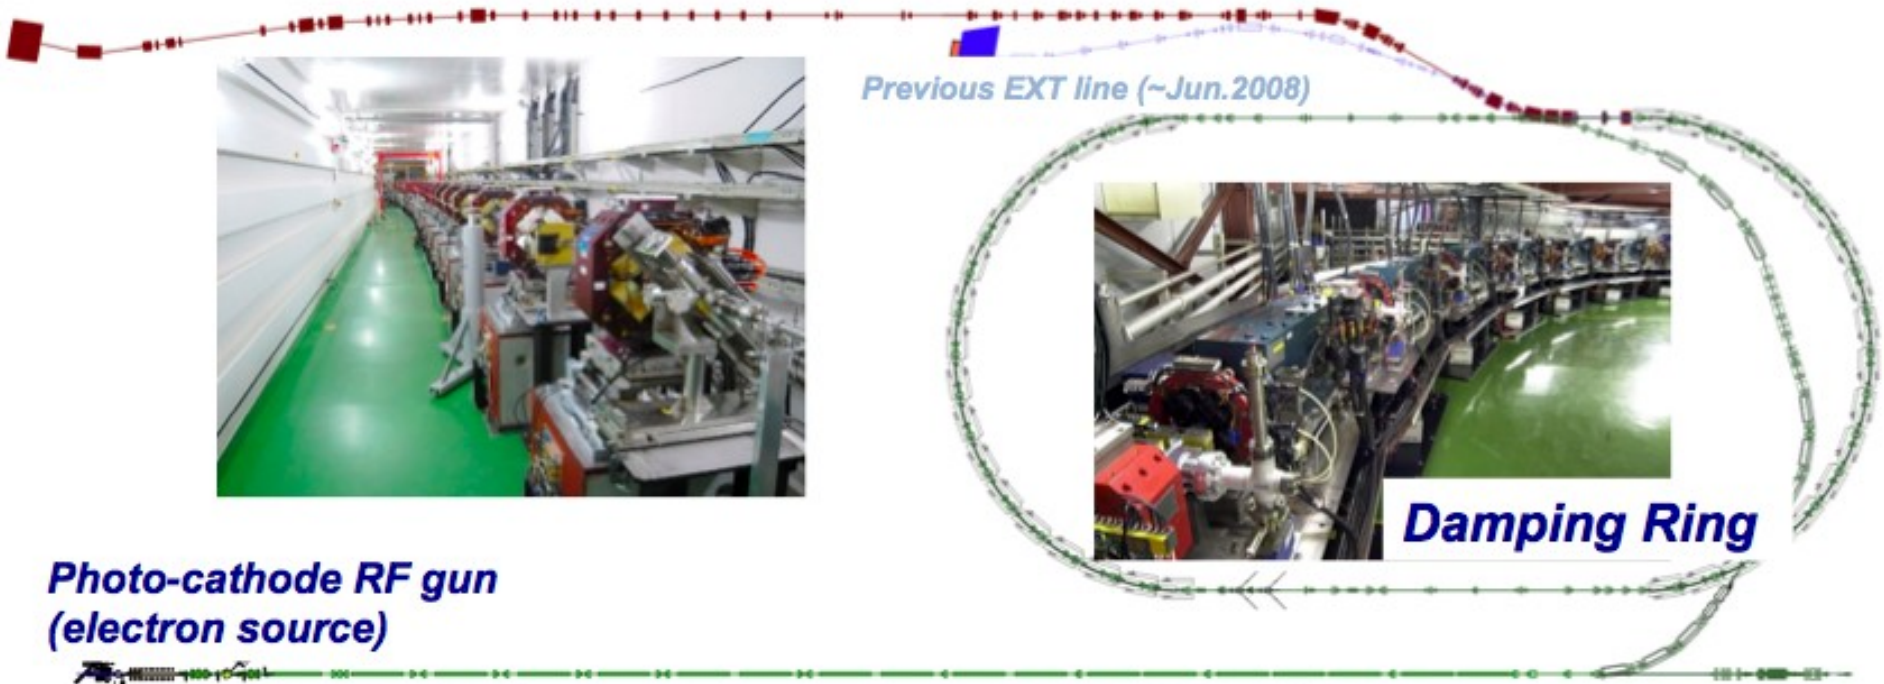 Previous EXT line (~Jun.2008)
Damping Ring
Photo-cathode RF gun
(electron source)